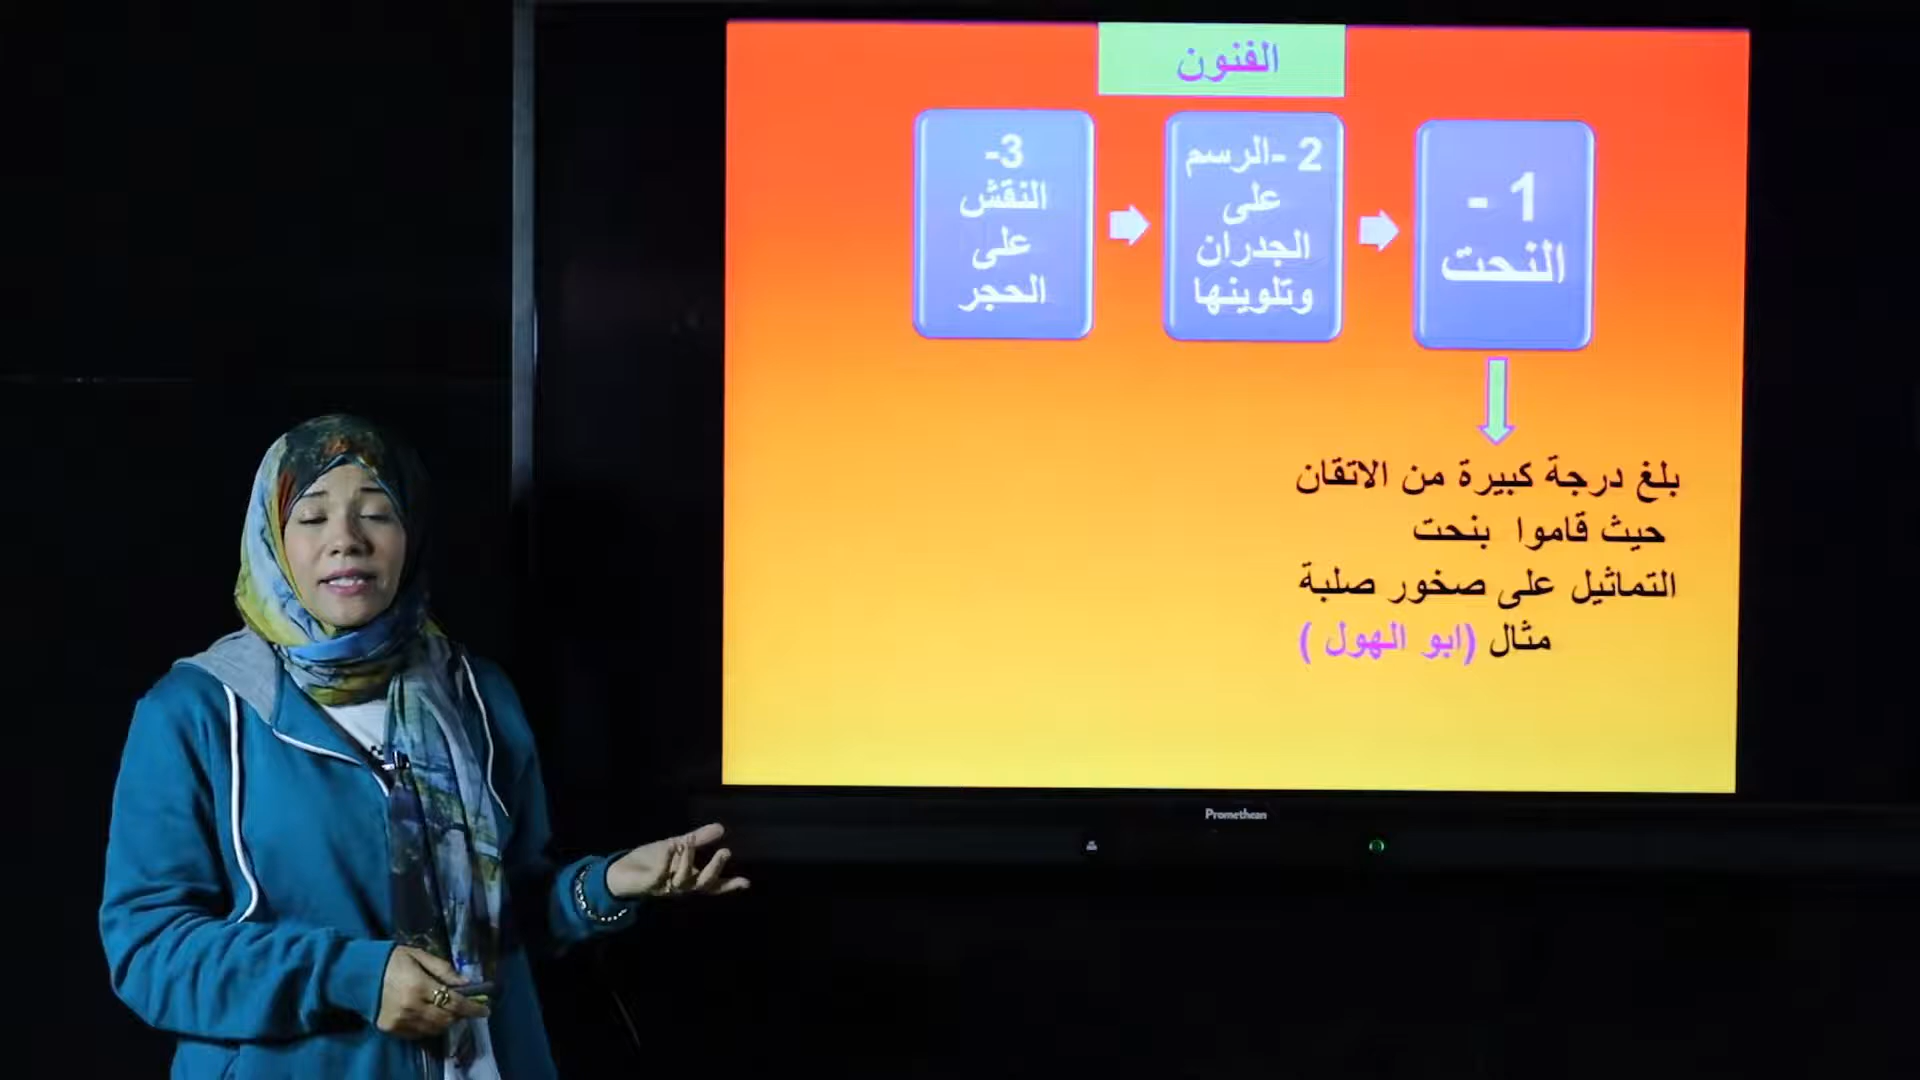 الفنون
1 -
النحت
2 -الرسم
على
الجدران
وتلوينها
3-
النقش
على
الحجر
بلغ درجة كبيرة من الاتقان
حيث قاموا بنحت
التماثيل على صخور صلبة
مثال (ابو الهول )
Promethean